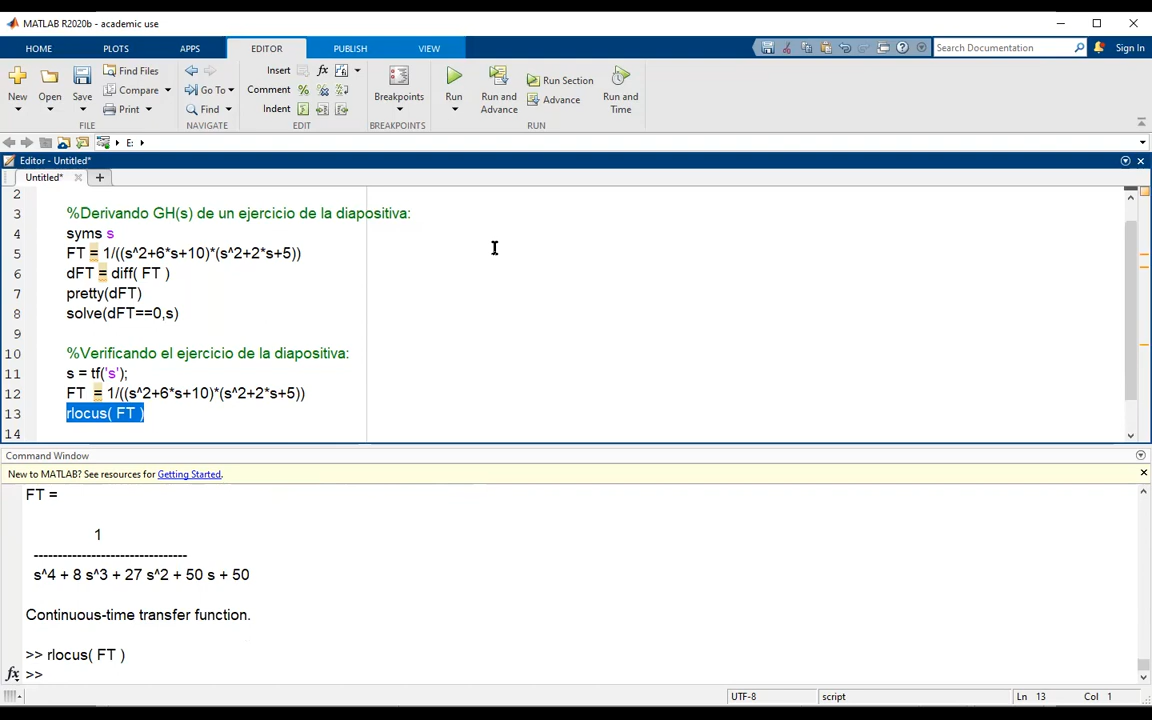 MATLAB R2020b - academic use
HOME PLOTS APPS EDITOR PUBLISH VIEW Search Documentation Sign In
New Open Save Find Files Compare Print
Go To Find
Insert fx
Comment %
Indent
Breakpoints
Run Run and Advance Run Section Advance Run and Time
FILE NAVIGATE EDIT BREAKPOINTS RUN
E:
Editor - Untitled*
Untitled* +
2
3 %Derivando GH(s) de un ejercicio de la diapositiva:
4 syms s
5 FT = 1/((s^2+6*s+10)*(s^2+2*s+5))
6 dFT = diff( FT )
7 pretty(dFT)
8 solve(dFT==0,s)
9
10 %Verificando el ejercicio de la diapositiva:
11 s = tf('s');
12 FT = 1/((s^2+6*s+10)*(s^2+2*s+5))
13 rlocus( FT )
14
Command Window
New to MATLAB? See resources for Getting Started.
FT =
1
--------------------------------
s^4 + 8 s^3 + 27 s^2 + 50 s + 50
Continuous-time transfer function.
>> rlocus( FT )
fx >>
UTF-8 script Ln 13 Col 1